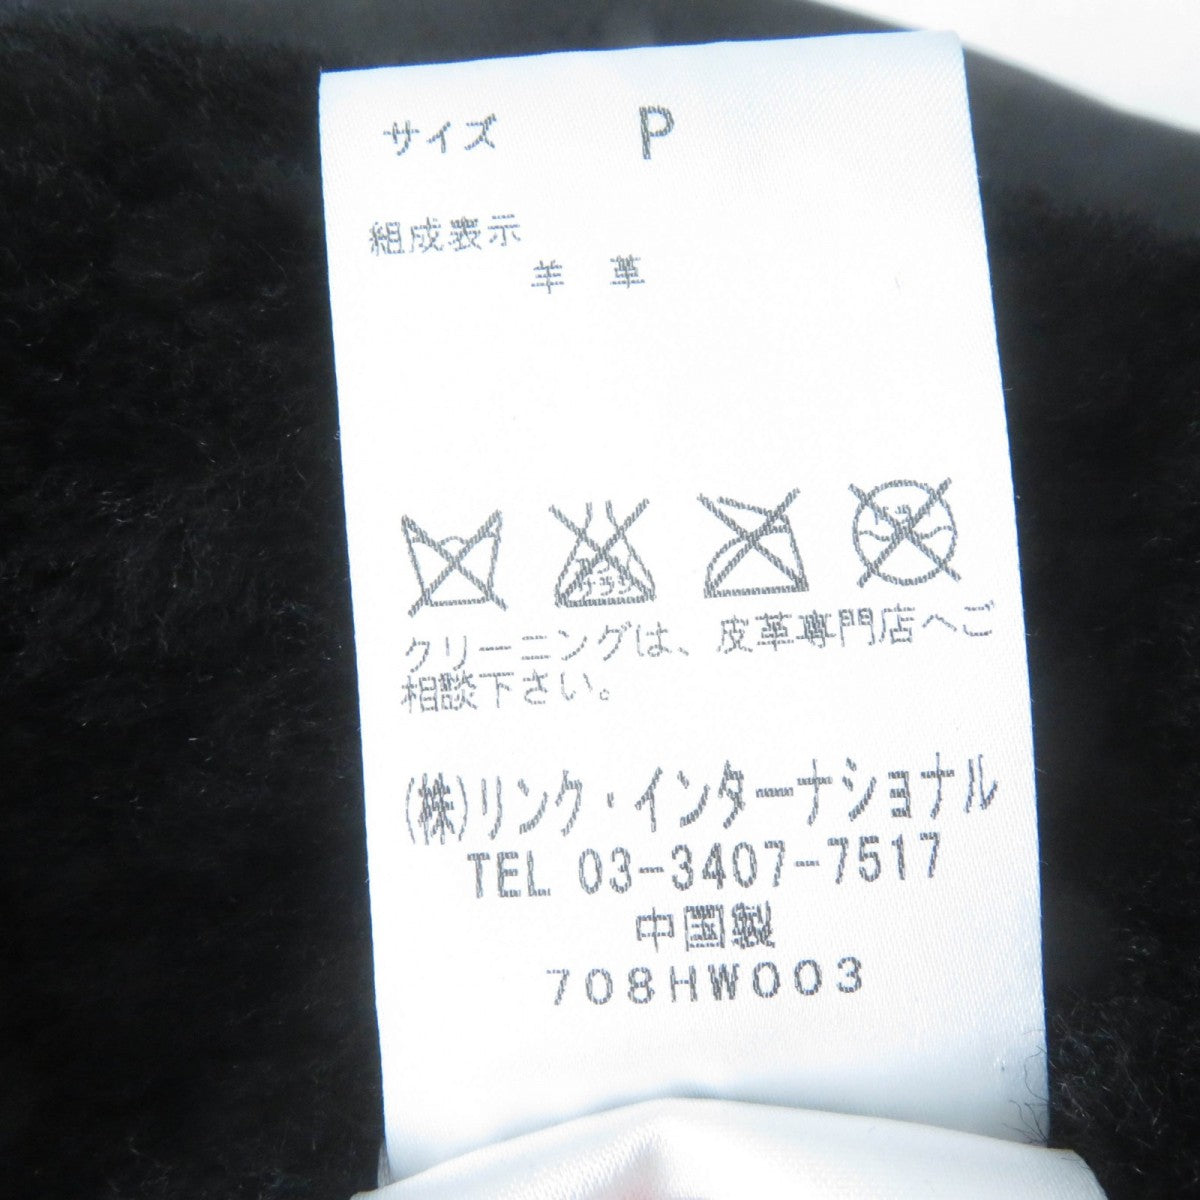 サイズ P
組成表示
羊 革
クリーニングは、皮革専門店へご
相談下さい。
(株)リンク・インターナショナル
TEL 03-3407-7517
中国製
708HW003